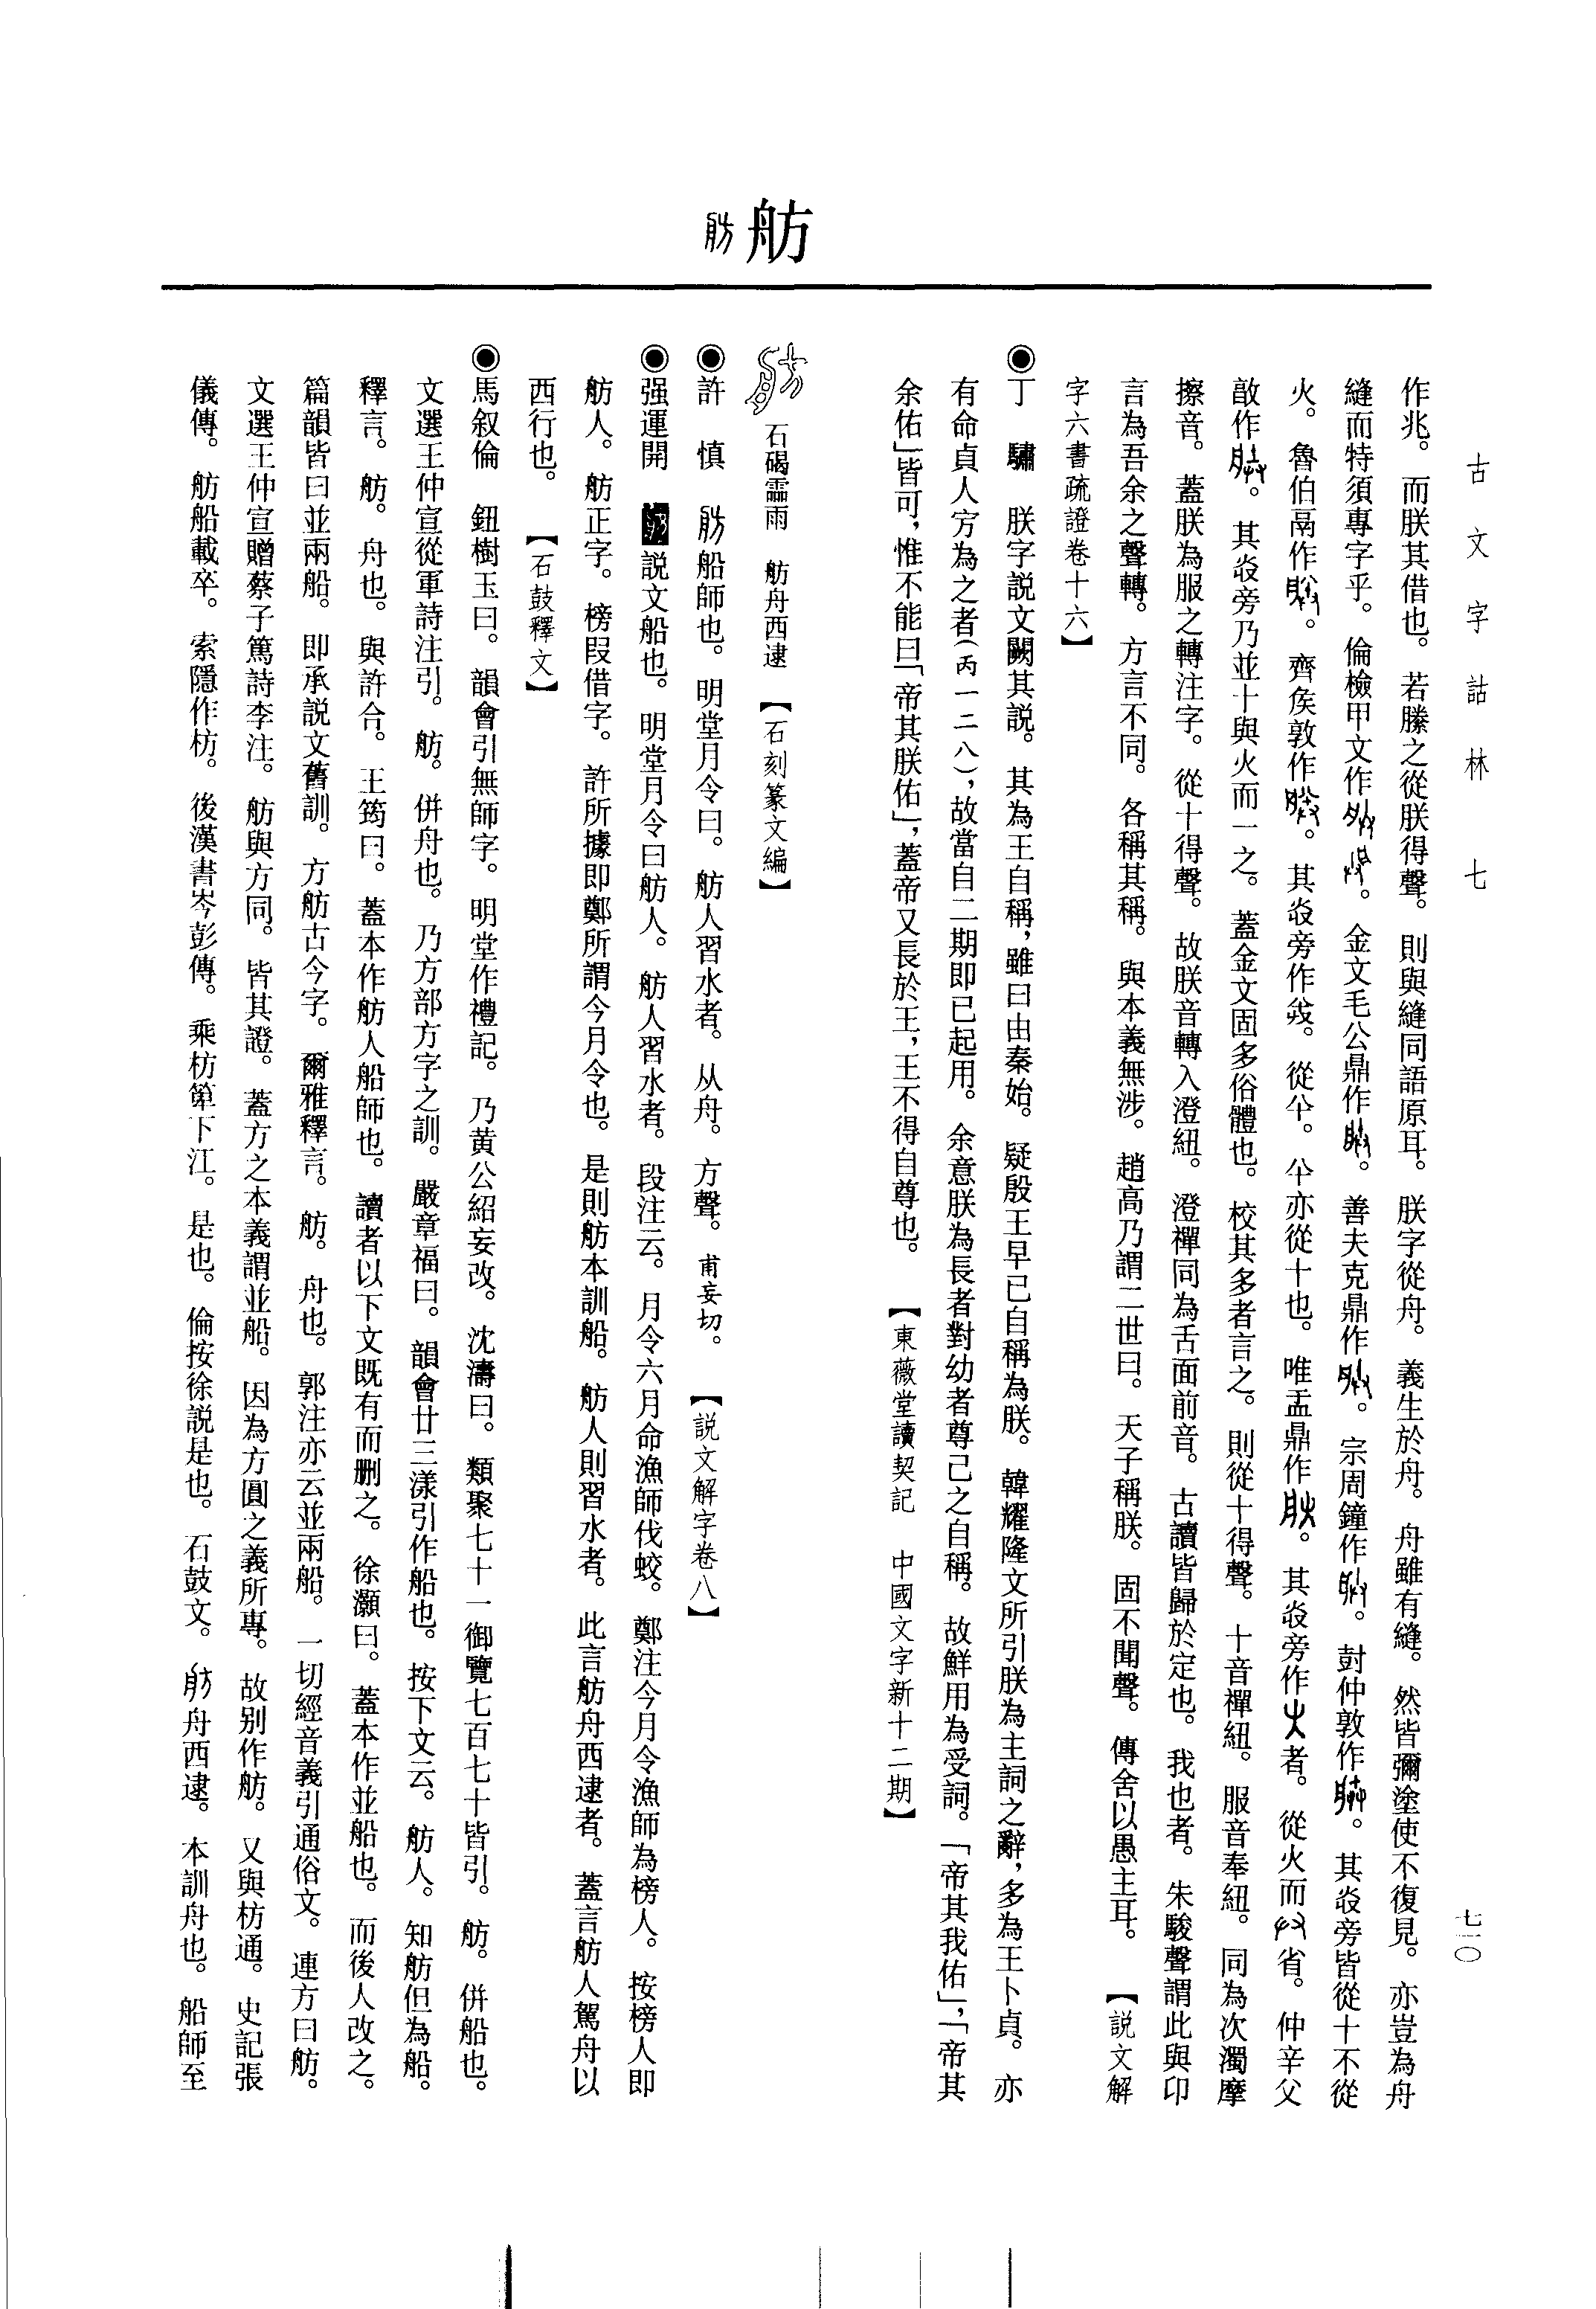 古文字詁林　七
七一〇
舫
作兆。而朕其借也。若滕之從朕得聲。則與縫同語原耳。朕字從舟。義生於舟。舟雖有縫。然皆彌塗使不復見。亦豈為舟
縫而特須專字乎。倫檢甲文作。金文毛公鼎作。善夫克鼎作。宗周鐘作。封仲敦作。其灷旁皆從十不從
火。魯伯鬲作。齊矦敦作。其灷旁作。從。亦從十也。唯盂鼎作。其灷旁作者。從火而省。仲辛父
敨作。其灷旁乃並十與火而一之。蓋金文固多俗體也。校其多者言之。則從十得聲。十音禪紐。服音奉紐。同為次濁摩
擦音。蓋朕為服之轉注字。從十得聲。故朕音轉入澄紐。澄禪同為舌面前音。古讀皆歸於定也。我也者。朱駿聲謂此與卬
言為吾余之聲轉。方言不同。各稱其稱。與本義無涉。趙高乃謂二世曰。天子稱朕。固不聞聲。傳舍以愚主耳。【説文解
字六書疏證卷十六】
◉丁　驌　朕字説文闕其説。其為王自稱，雖曰由秦始。疑殷王早已自稱為朕。韓耀隆文所引朕為主詞之辭，多為王卜貞。亦
有命貞人㝑為之者（丙一二八），故當自二期即已起用。余意朕為長者對幼者尊己之自稱。故鮮用為受詞。「帝其我佑」，「帝其
余佑」皆可，惟不能曰「帝其朕佑」，蓋帝又長於王，王不得自尊也。【東薇堂讀契記　中國文字新十二期】
石碣霝雨　舫舟西逮　【石刻篆文編】
◉許　慎　船師也。明堂月令曰。舫人習水者。从舟。方聲。甫妄切。【説文解字卷八】
◉强運開　説文船也。明堂月令曰舫人。舫人習水者。段注云。月令六月命漁師伐蛟。鄭注今月令漁師為榜人。按榜人即
舫人。舫正字。榜叚借字。許所據即鄭所謂今月令也。是則舫本訓船。舫人則習水者。此言舫舟西逮者。蓋言舫人駕舟以
西行也。【石鼓釋文】
◉馬叙倫　鈕樹玉曰。韻會引無師字。明堂作禮記。乃黄公紹妄改。沈濤曰。類聚七十一御覽七百七十皆引。舫。併船也。
文選王仲宣從軍詩注引。舫。併舟也。乃方部方字之訓。嚴章福曰。韻會廿三漾引作船也。按下文云。舫人。知舫但為船。
釋言。舫。舟也。與許合。王筠曰。蓋本作舫人船師也。讀者以下文既有而删之。徐灝曰。蓋本作並船也。而後人改之。
篇韻皆曰並兩船。即承説文舊訓。方舫古今字。爾雅釋言。舫。舟也。郭注亦云並兩船。一切經音義引通俗文。連方曰舫。
文選王仲宣贈蔡子篤詩李注。舫與方同。皆其證。蓋方之本義謂並船。因為方圓之義所專。故别作舫。又與枋通。史記張
儀傳。舫船載卒。索隱作枋。後漢書岑彭傳。乘枋箄下江。是也。倫按徐説是也。石鼓文。舟西逮。本訓舟也。船師至